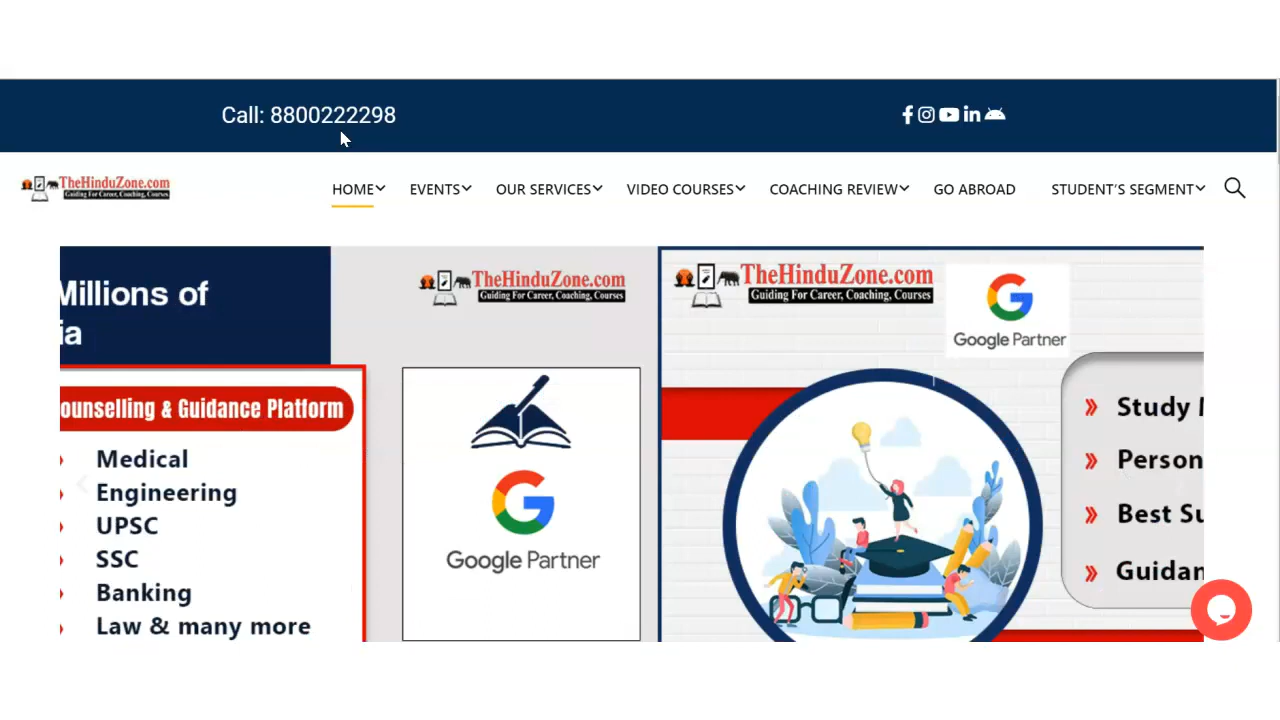 Call: 8800222298
TheHinduZone.com
Guiding For Career, Coaching, Courses
HOME EVENTS OUR SERVICES VIDEO COURSES COACHING REVIEW GO ABROAD STUDENT'S SEGMENT
Millions of
ia
ounselling & Guidance Platform
Medical
Engineering
UPSC
SSC
Banking
Law & many more
TheHinduZone.com
Guiding For Career, Coaching, Courses
Google Partner
TheHinduZone.com
Guiding For Career, Coaching, Courses
Google Partner
Study
Person
Best Su
Guidan